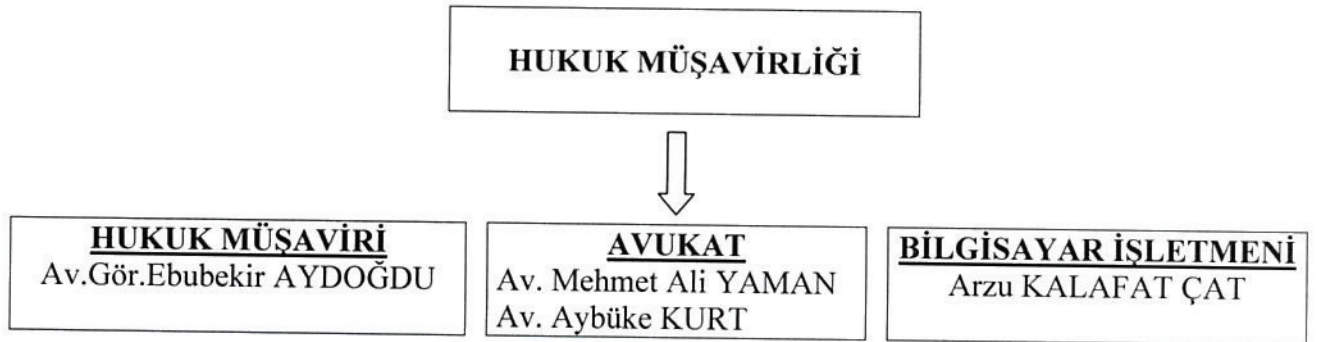 HUKUK MÜŞAVİRLİĞİ
HUKUK MÜŞAVİRİ
Av.Gör.Ebubekir AYDOĞDU
AVUKAT
Av. Mehmet Ali YAMAN
Av. Aybüke KURT
BİLGİSAYAR İŞLETMENİ
Arzu KALAFAT ÇAT